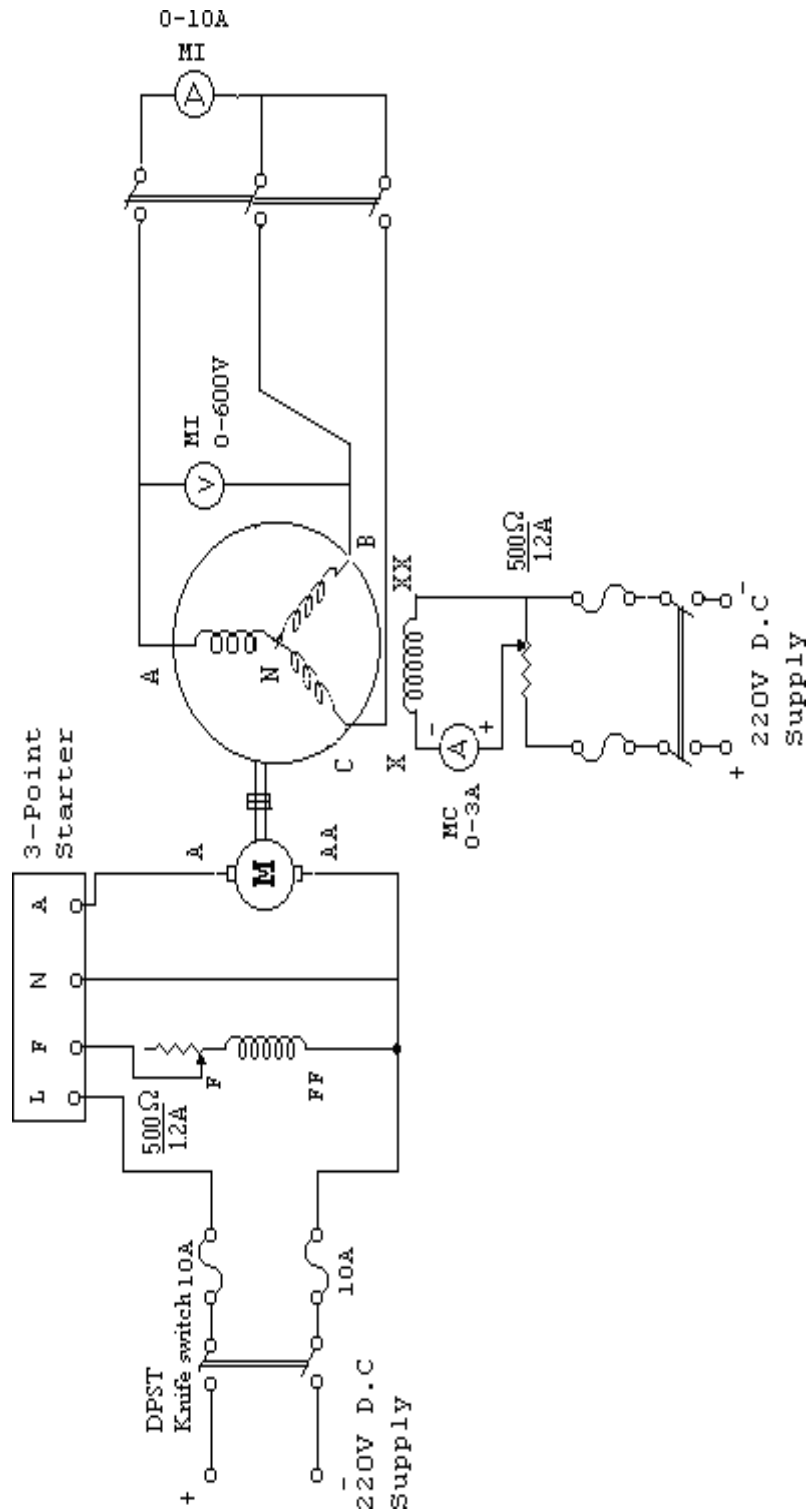 3-Point
Starter
L
F
N
A
500Ω
1.2A
F
FF
A
AA
M
DPST
Knife switch 10A
10A
+
-
220V D.C
Supply
A
N
B
C
V
MI
0-600V
A
MI
0-10A
X
XX
-
A
+
MC
0-3A
500Ω
1.2A
+
-
220V D.C
Supply